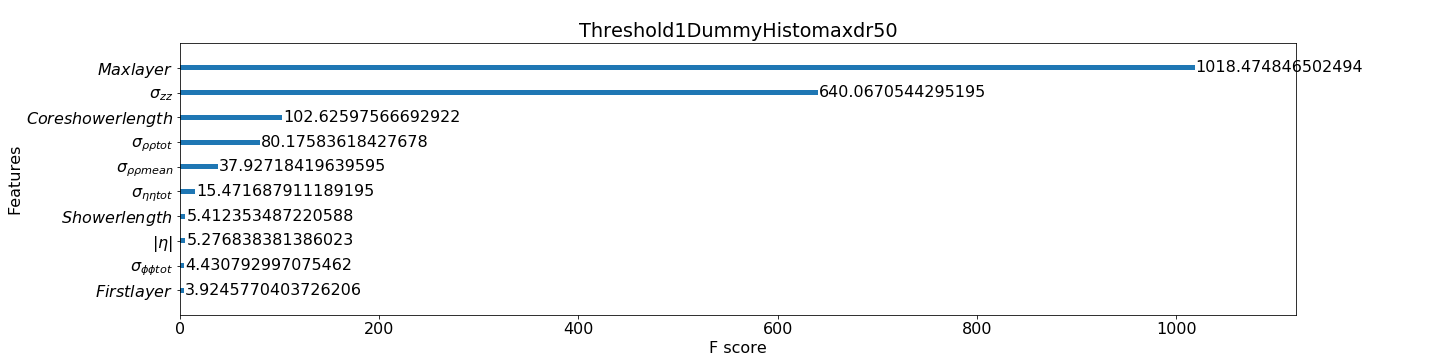 Threshold1DummyHistomaxdr50
Maxlayer 1018.474846502494
σzz 640.0670544295195
Coreshowerlength 102.62597566692922
σρρtot 80.17583618427678
σρρmean 37.92718419639595
σηηtot 15.471687911189195
Showerlength 5.412353487220588
|η| 5.276838381386023
σϕϕtot 4.430792997075462
Firstlayer 3.9245770403726206
Features
0 200 400 600 800 1000
F score